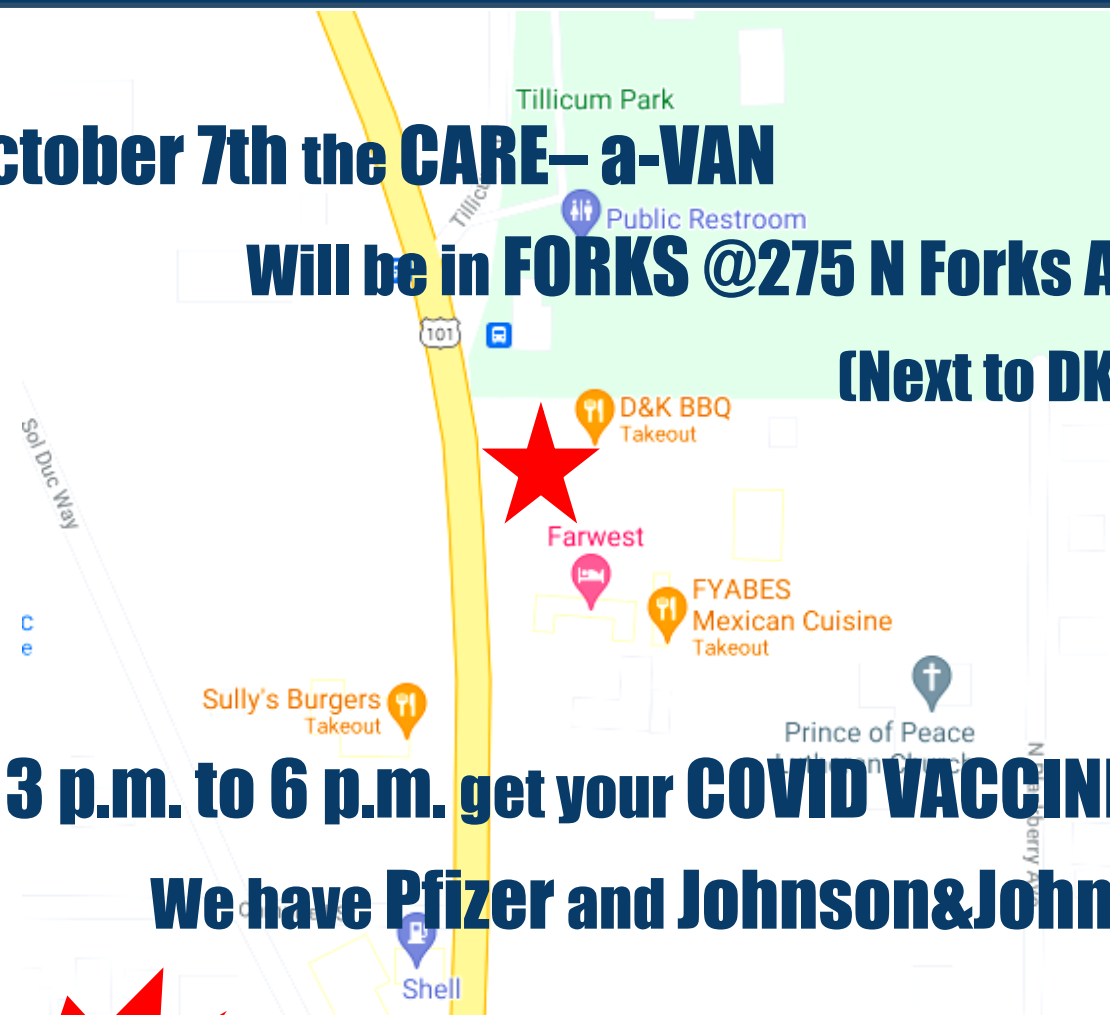 Tillicum Park
ctober 7th the CARE– a-VAN
Public Restroom
Will be in FORKS @275 N Forks A
101
(Next to DK
D&K BBQ
Takeout
Sol Duc Way
Farwest
FYABES
Mexican Cuisine
Takeout
c
e
Sully's Burgers
Takeout
Prince of Peace
Lutheran Church
3 p.m. to 6 p.m. get your COVID VACCIN
We have Pfizer and Johnson&John
Shell